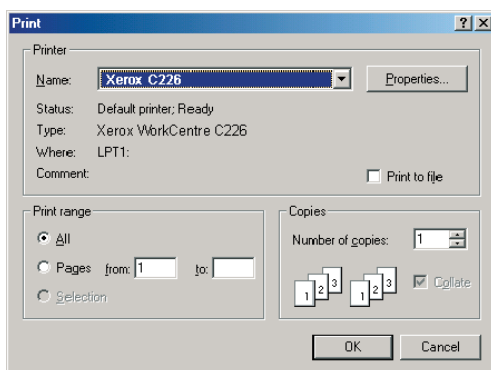 Print
Printer
Name: Xerox C226 Properties...
Status: Default printer; Ready
Type: Xerox WorkCentre C226
Where: LPT1:
Comment: Print to file
Print range
All
Pages from: 1 to:
Selection
Copies
Number of copies: 1
1 2 3 1 2 3 Collate
OK Cancel